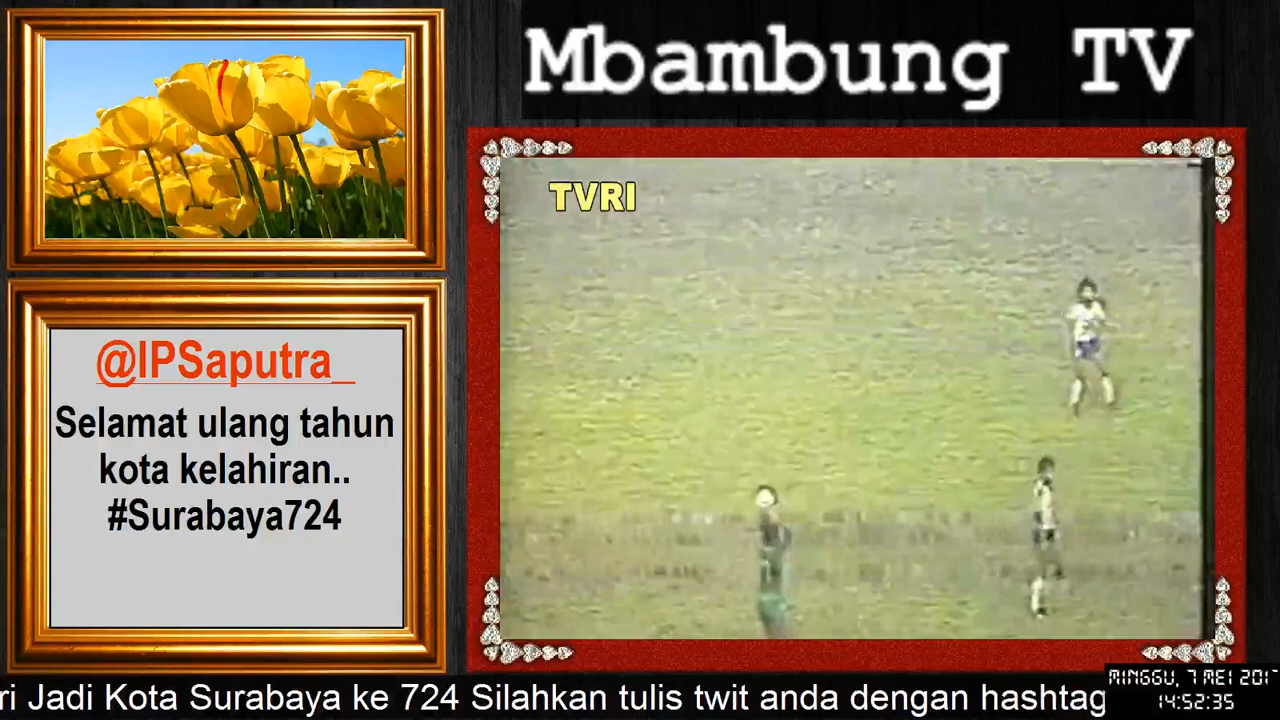 Mbambung TV
TVRI
@IPSaputra_
Selamat ulang tahun
kota kelahiran..
#Surabaya724
ri Jadi Kota Surabaya ke 724 Silahkan tulis twit anda dengan hashtag
MINGGU, 7 MEI 2017
14:52:35